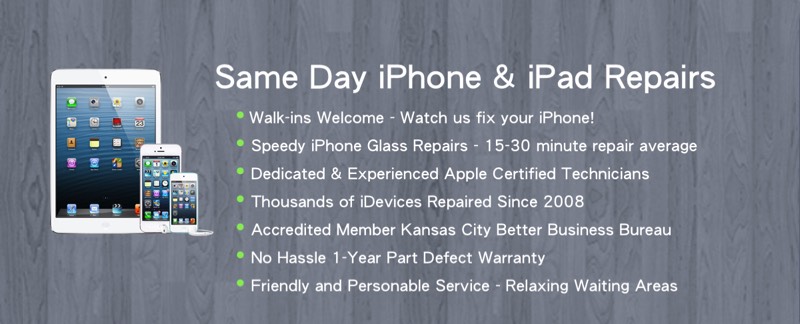 Same Day iPhone & iPad Repairs
Walk-ins Welcome - Watch us fix your iPhone!
Speedy iPhone Glass Repairs - 15-30 minute repair average
Dedicated & Experienced Apple Certified Technicians
Thousands of iDevices Repaired Since 2008
Accredited Member Kansas City Better Business Bureau
No Hassle 1-Year Part Defect Warranty
Friendly and Personable Service - Relaxing Waiting Areas